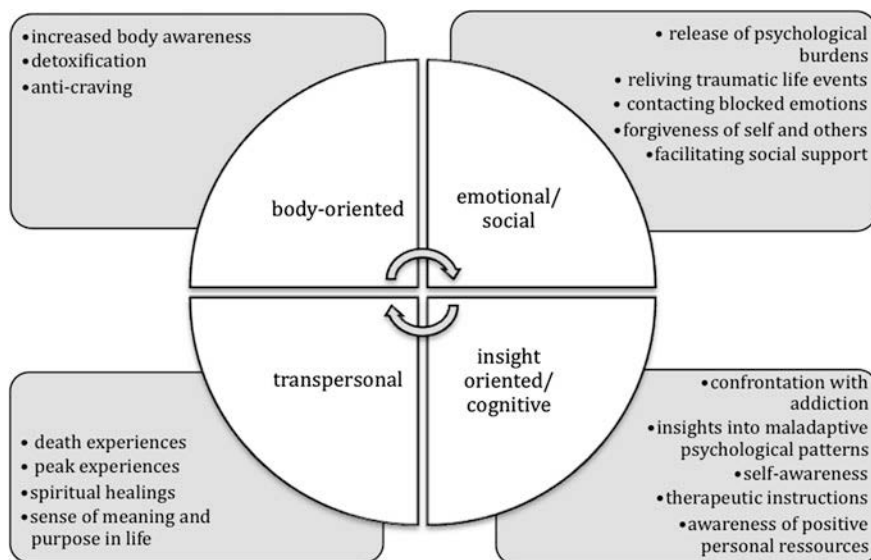 •increased body awareness
•detoxification
•anti-craving
• release of psychological
burdens
• reliving traumatic life events
• contacting blocked emotions
•forgiveness of self and others
•facilitating social support
body-oriented
emotional/
social
transpersonal
insight
oriented/
cognitive
• death experiences
• peak experiences
•spiritual healings
•sense of meaning and
purpose in life
•confrontation with
addiction
•insights into maladaptive
psychological patterns
•self-awareness
•therapeutic instructions
•awareness of positive
personal ressources